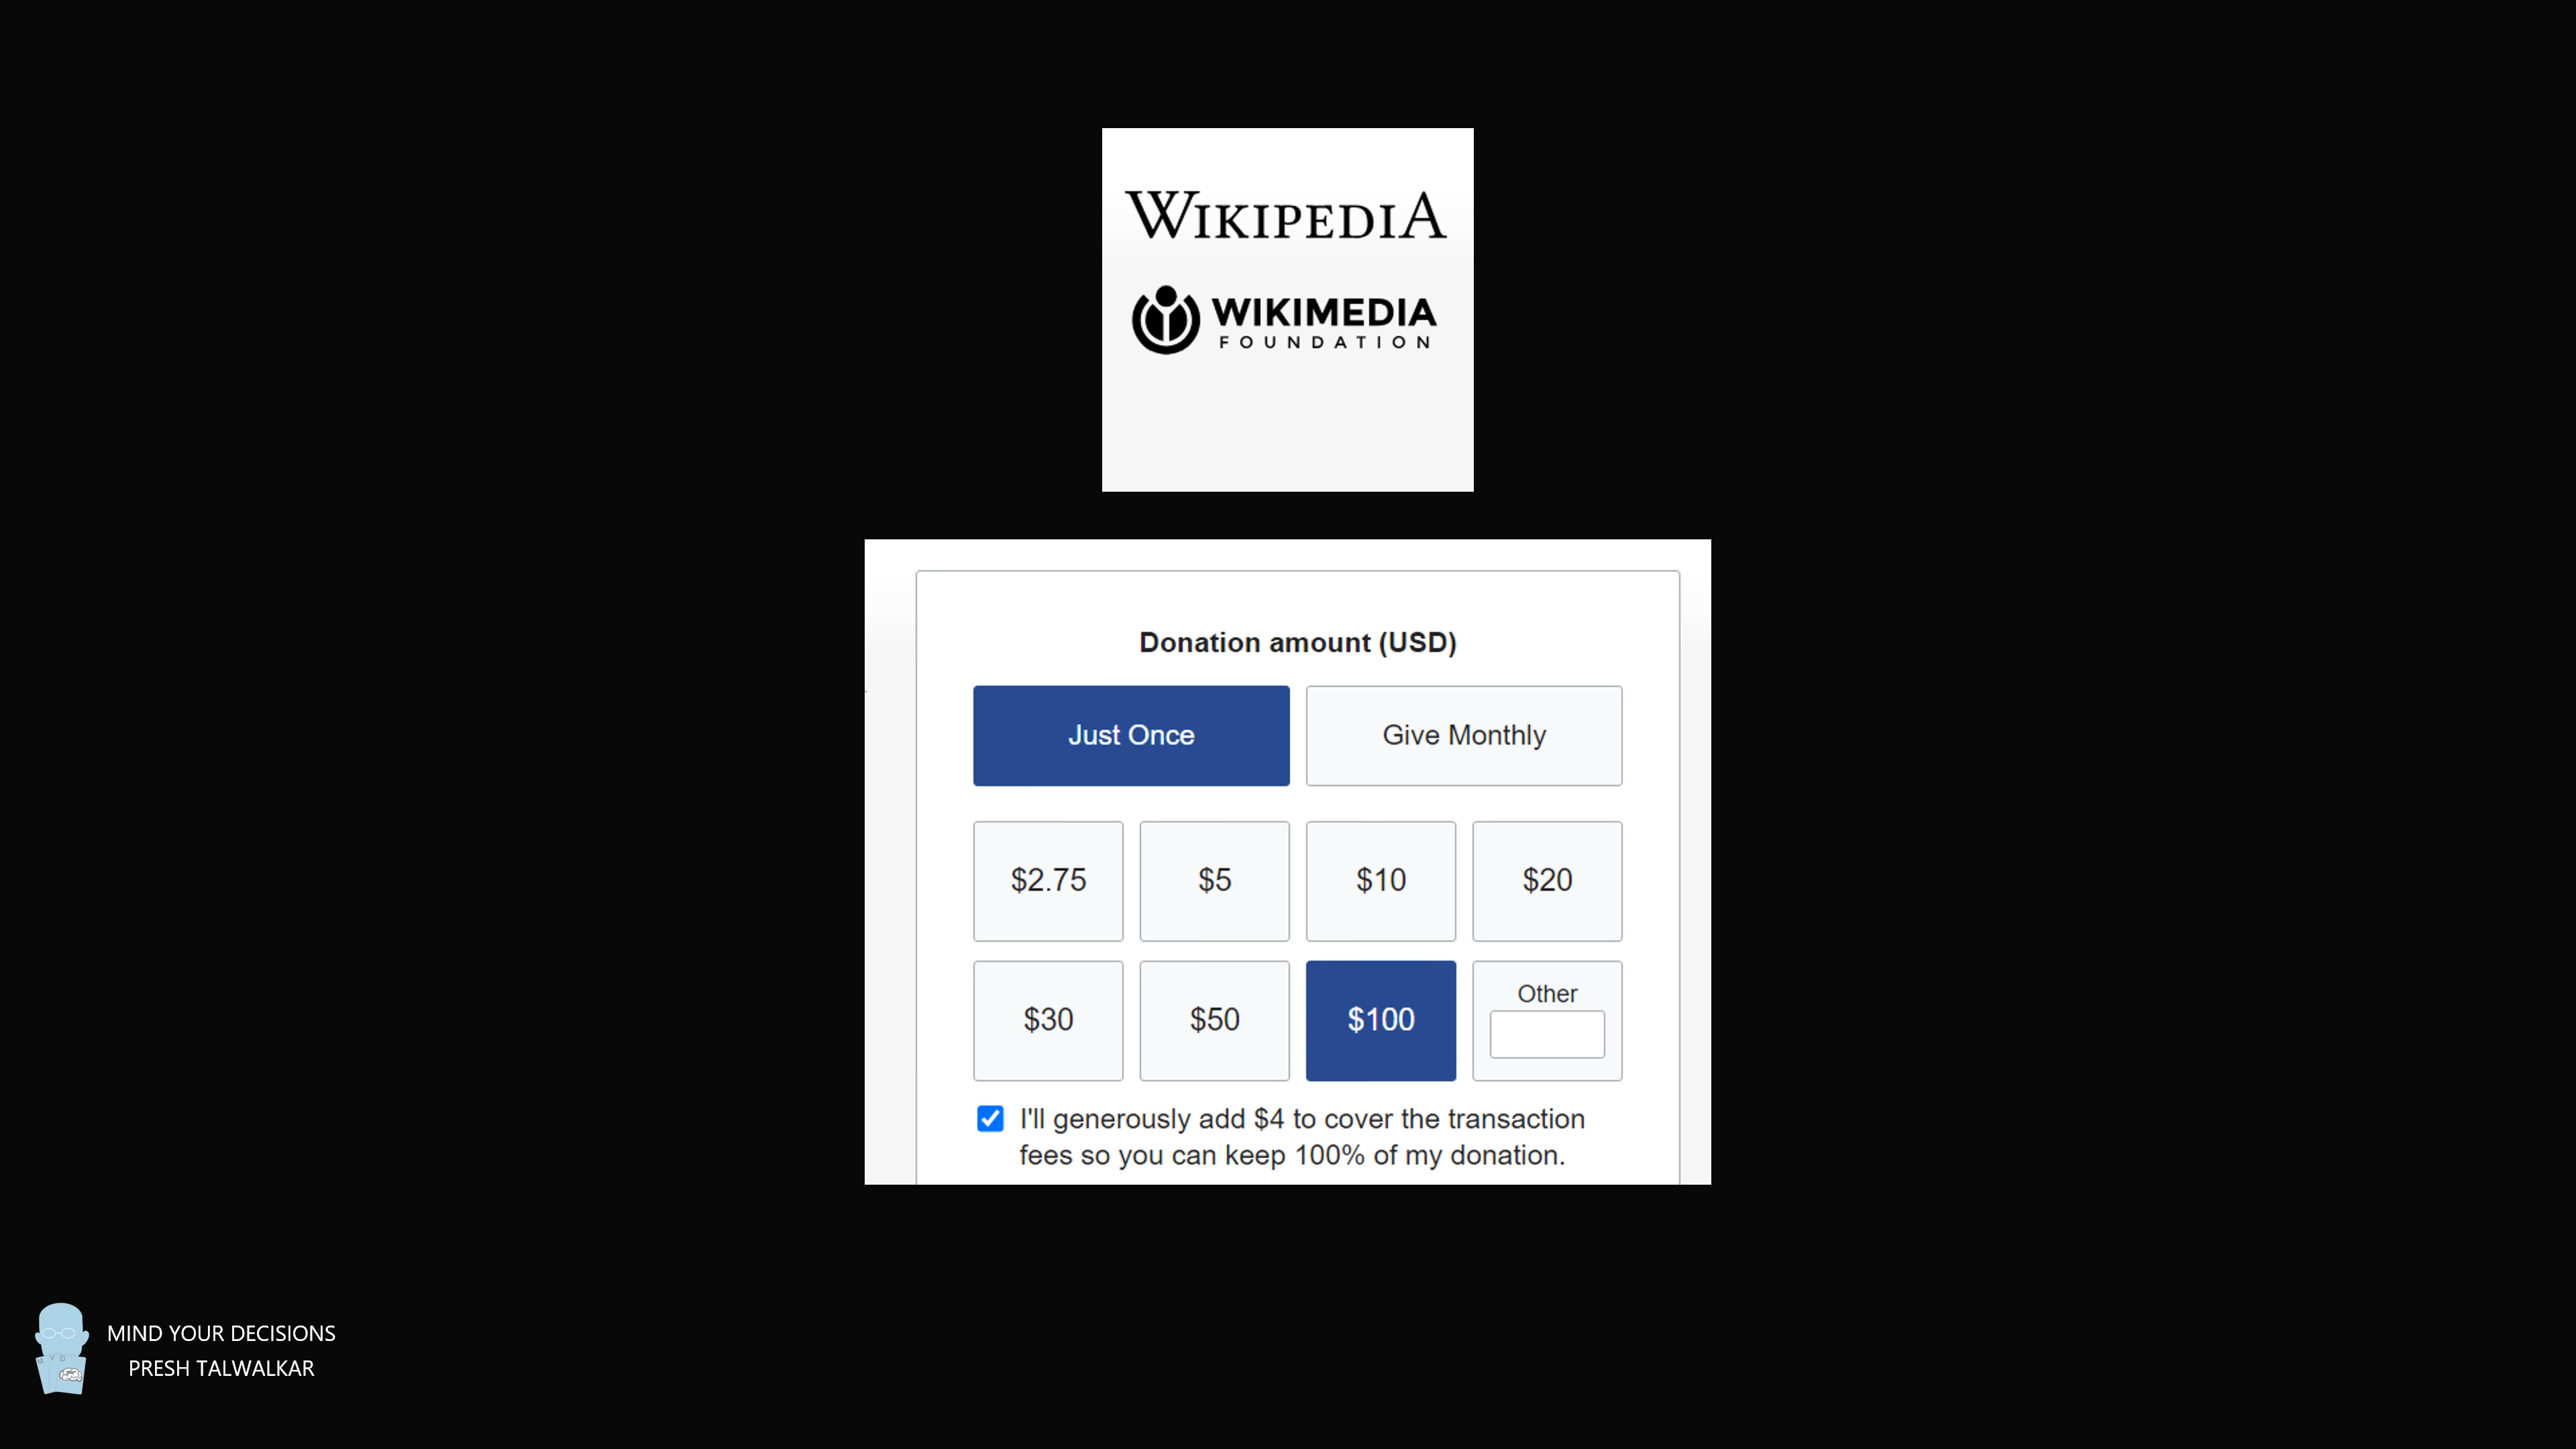 WIKIPEDIA
WIKIMEDIA
FOUNDATION
Donation amount (USD)
Just Once
Give Monthly
$2.75
$5
$10
$20
$30
$50
$100
Other
I'll generously add $4 to cover the transaction
fees so you can keep 100% of my donation.
MIND YOUR DECISIONS
PRESH TALWALKAR